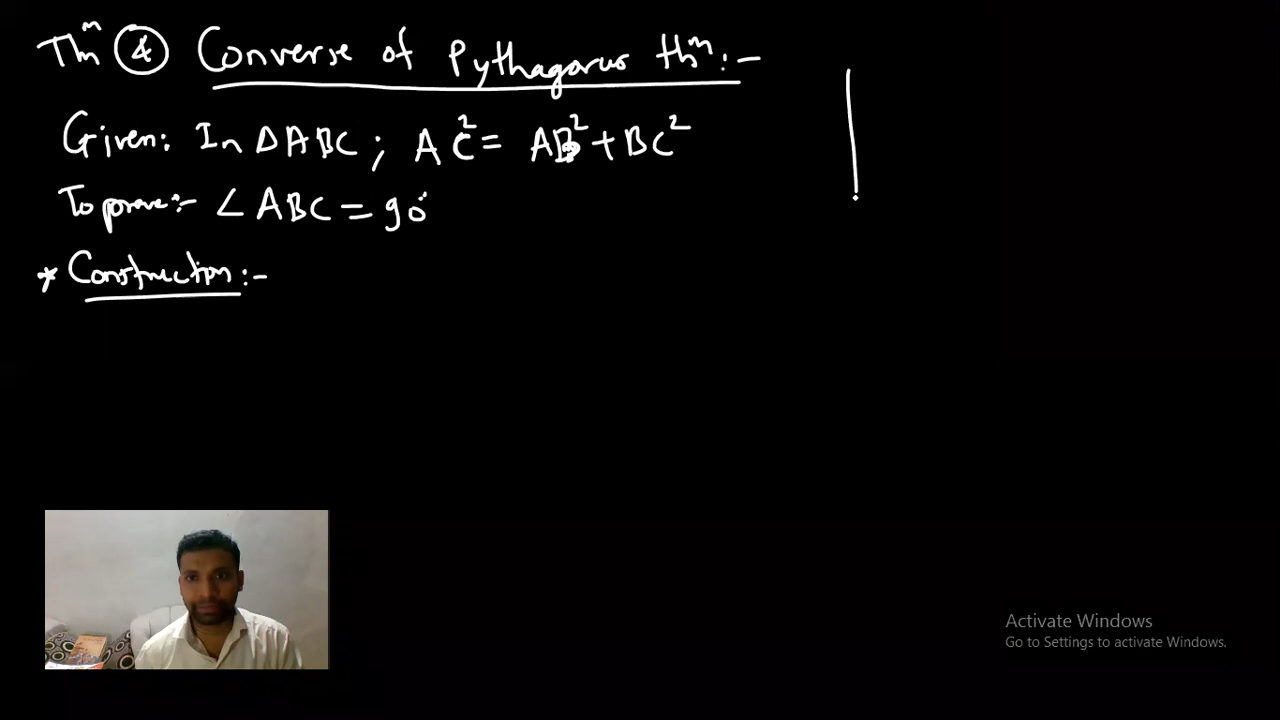 Thm ④ Converse of Pythagorus thm :-
Given: In ΔABC ; AC² = AB² + BC²
To prove:- ∠ABC = 90°
* Construction :-
Activate Windows
Go to Settings to activate Windows.